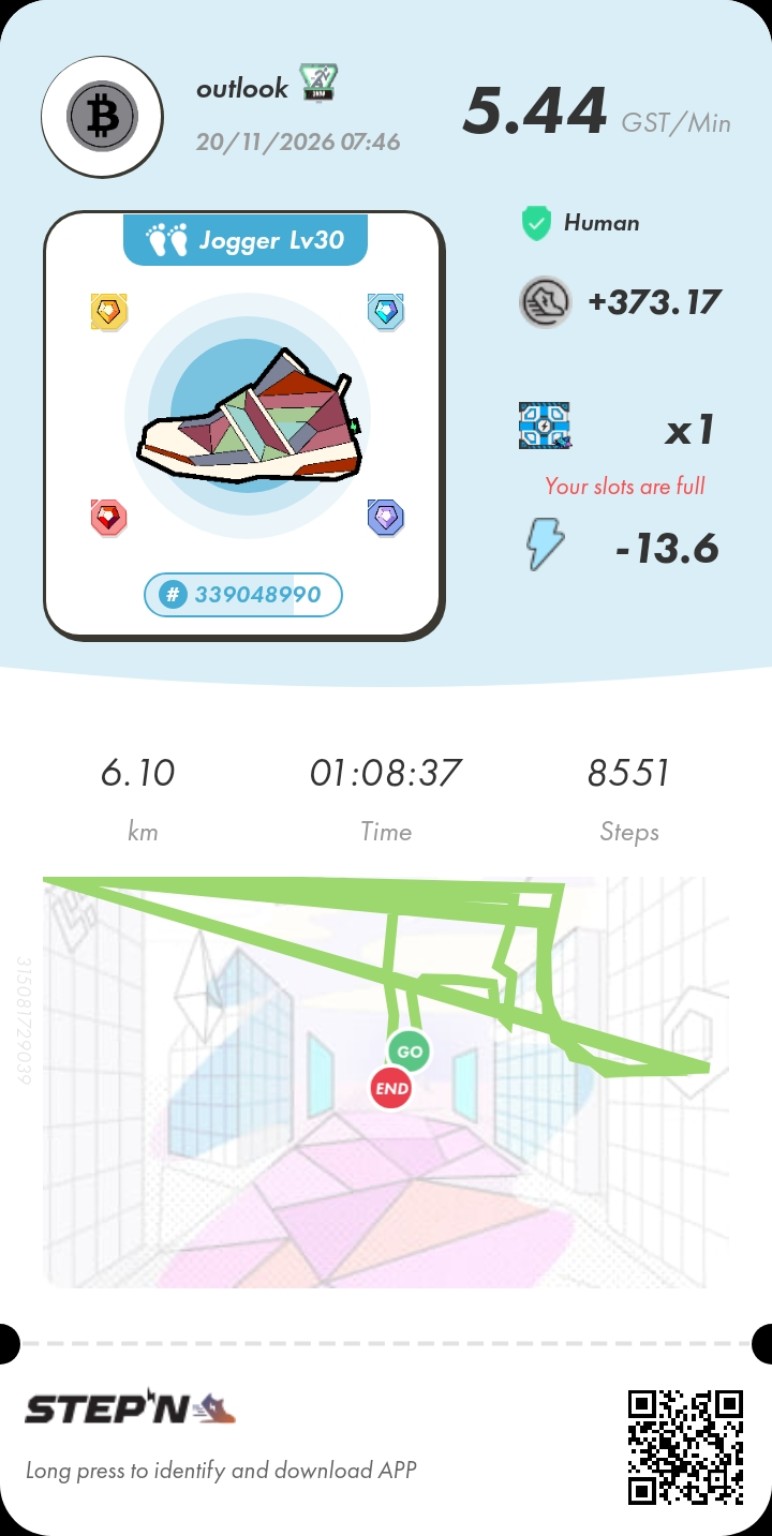 outlook
20/11/2026 07:46
5.44 GST/Min
Jogger Lv30
Human
+373.17
x1
Your slots are full
-13.6
# 339048990
6.10
km
01:08:37
Time
8551
Steps
315081729039
GO
END
STEP'N
Long press to identify and download APP